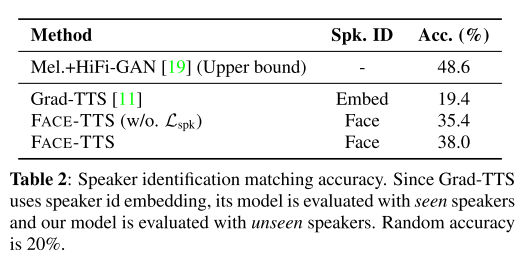 Method Spk. ID Acc. (%)
Mel.+HiFi-GAN [19] (Upper bound) - 48.6
Grad-TTS [11] Embed 19.4
FACE-TTS (w/o. ℒspk) Face 35.4
FACE-TTS Face 38.0
Table 2: Speaker identification matching accuracy. Since Grad-TTS
uses speaker id embedding, its model is evaluated with seen speakers
and our model is evaluated with unseen speakers. Random accuracy
is 20%.